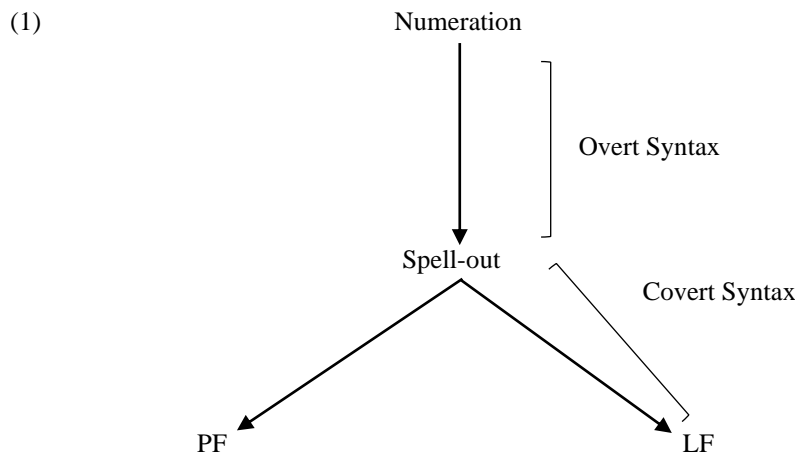 (1)
Numeration
Overt Syntax
Spell-out
Covert Syntax
PF
LF